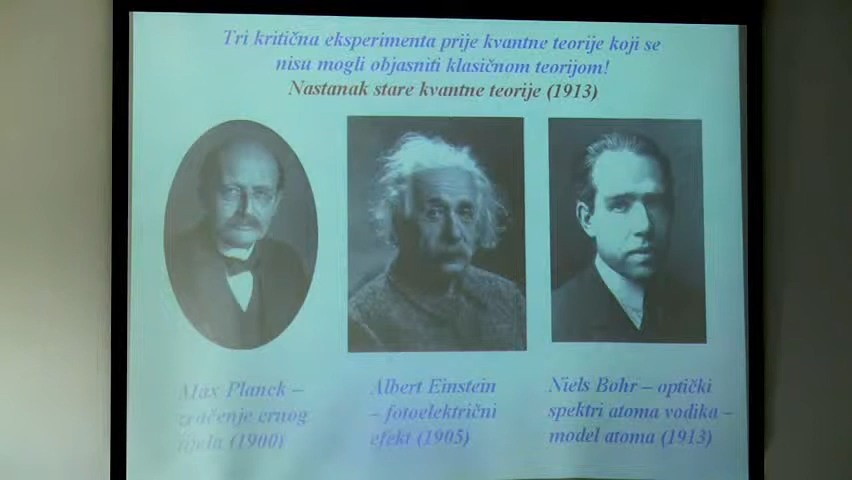 Tri kritična eksperimenta prije kvantne teorije koji se
nisu mogli objasniti klasičnom teorijom!
Nastanak stare kvantne teorije (1913)
Max Planck –
zračenje crnog
tijela (1900)
Albert Einstein
– fotoelektrični
efekt (1905)
Niels Bohr – optički
spektri atoma vodika –
model atoma (1913)